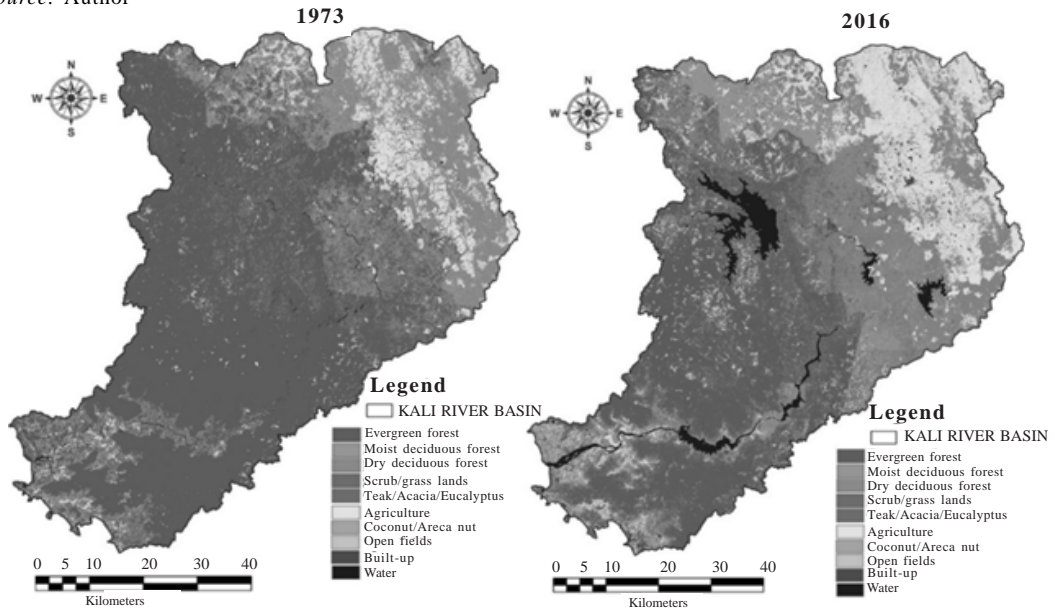 Author
1973
2016
N
W E
S
N
W E
S
Legend
KALI RIVER BASIN
Evergreen forest
Moist deciduous forest
Dry deciduous forest
Scrub/grass lands
Teak/Acacia/Eucalyptus
Agriculture
Coconut/Areca nut
Open fields
Built-up
Water
0 5 10 20 30 40
Kilometers
Legend
KALI RIVER BASIN
Evergreen forest
Moist deciduous forest
Dry deciduous forest
Scrub/grass lands
Teak/Acacia/Eucalyptus
Agriculture
Coconut/Areca nut
Open fields
Built-up
Water
0 5 10 20 30 40
Kilometers